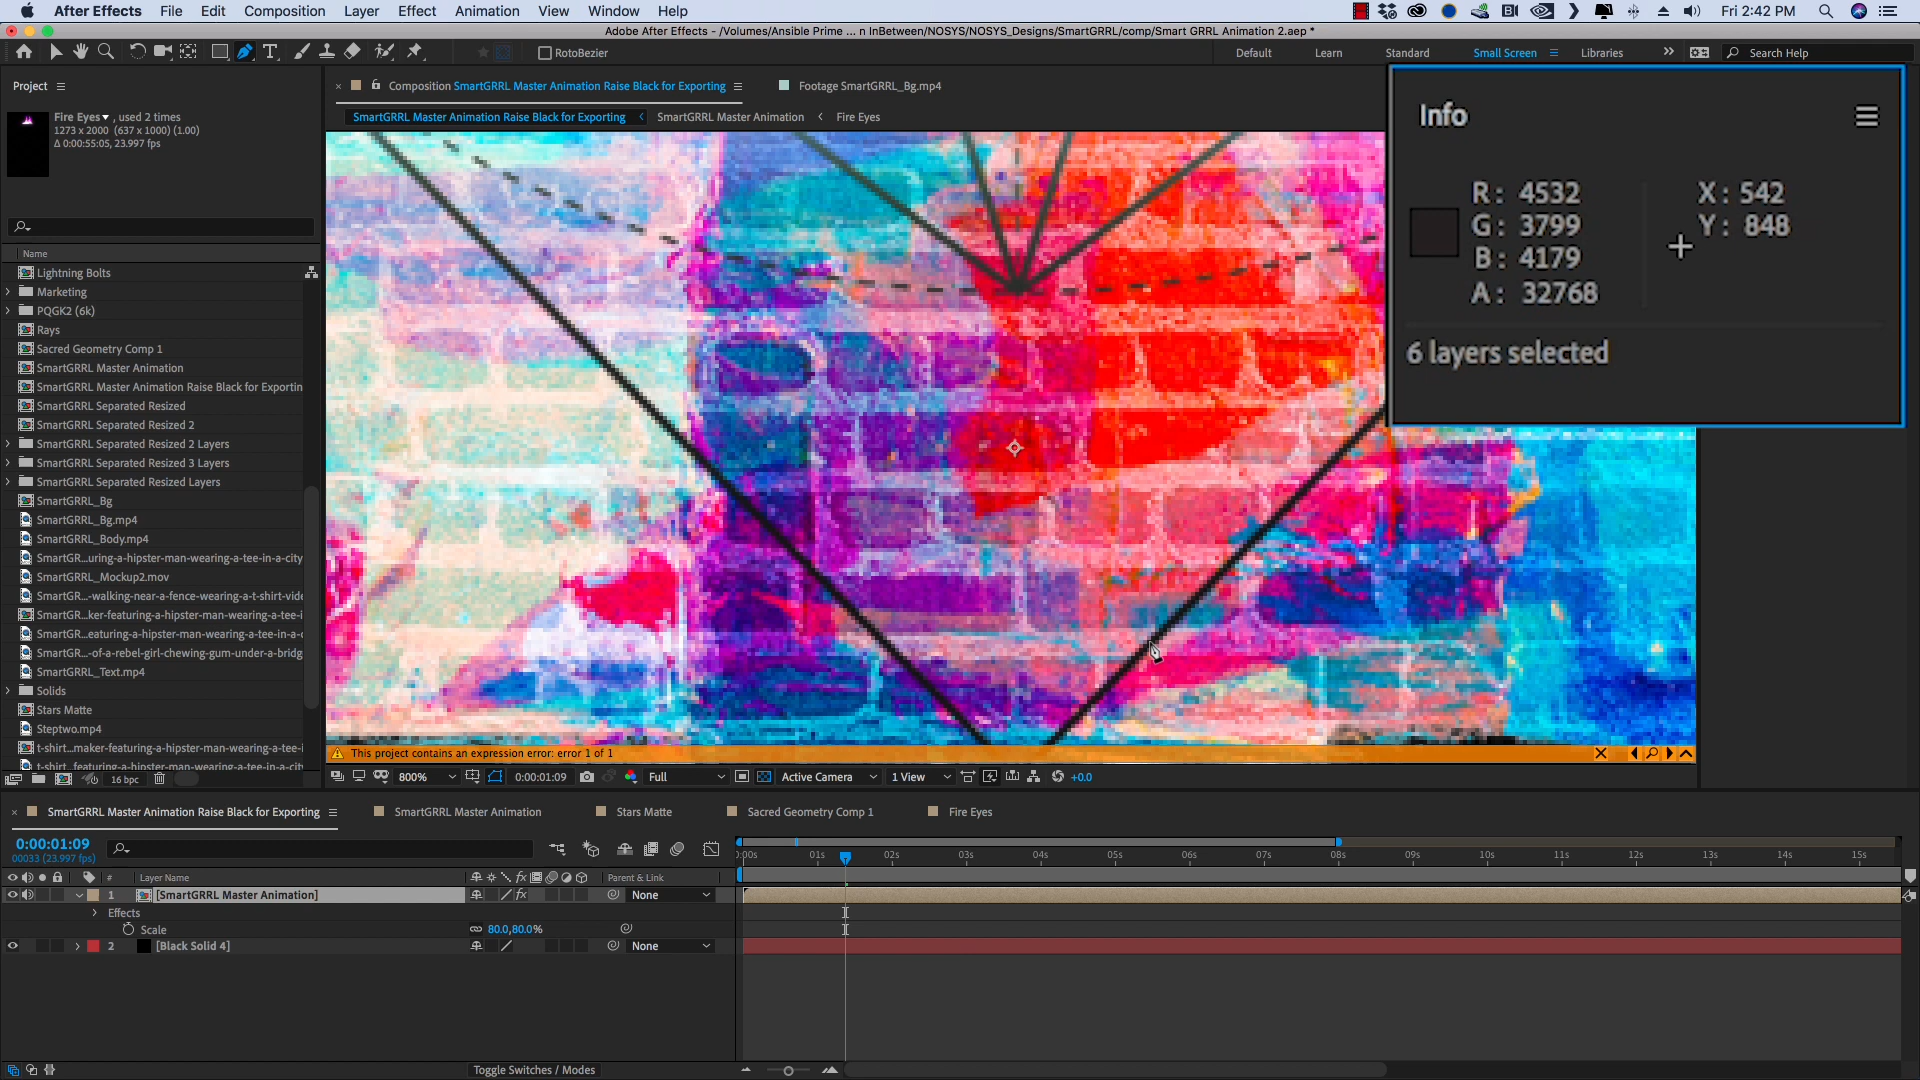 After Effects File Edit Composition Layer Effect Animation View Window Help
Fri 2:42 PM
Adobe After Effects - /Volumes/Ansible Prime ... n InBetween/NOSYS/NOSYS_Designs/SmartGRRL/comp/Smart GRRL Animation 2.aep *
RotoBezier
Default Learn Standard Small Screen Libraries Search Help
Project
Composition SmartGRRL Master Animation Raise Black for Exporting
Footage SmartGRRL_Bg.mp4
Fire Eyes , used 2 times
1273 x 2000 (637 x 1000) (1.00)
Δ 0:00:55:05, 23.997 fps
SmartGRRL Master Animation Raise Black for Exporting SmartGRRL Master Animation Fire Eyes
Info
R: 4532
G: 3799
B: 4179
A: 32768
X: 542
Y: 848
6 layers selected
Name
Lightning Bolts
Marketing
PQGK2 (6k)
Rays
Sacred Geometry Comp 1
SmartGRRL Master Animation
SmartGRRL Master Animation Raise Black for Exportin
SmartGRRL Separated Resized
SmartGRRL Separated Resized 2
SmartGRRL Separated Resized 2 Layers
SmartGRRL Separated Resized 3 Layers
SmartGRRL Separated Resized Layers
SmartGRRL_Bg
SmartGRRL_Bg.mp4
SmartGRRL_Body.mp4
SmartGR...uring-a-hipster-man-wearing-a-tee-in-a-city
SmartGRRL_Mockup2.mov
SmartGR...-walking-near-a-fence-wearing-a-t-shirt-vide
SmartGR...ker-featuring-a-hipster-man-wearing-a-tee-i
SmartGR...eaturing-a-hipster-man-wearing-a-tee-in-a-c
SmartGR...-of-a-rebel-girl-chewing-gum-under-a-bridg
SmartGRRL_Text.mp4
Solids
Stars Matte
Steptwo.mp4
t-shirt...maker-featuring-a-hipster-man-wearing-a-tee-i
t-shirt...featuring-a-hipster-man-wearing-a-tee-in-a-cit
16 bpc
This project contains an expression error: error 1 of 1
800% 0:00:01:09 Full Active Camera 1 View +0.0
SmartGRRL Master Animation Raise Black for Exporting SmartGRRL Master Animation Stars Matte Sacred Geometry Comp 1 Fire Eyes
0:00:01:09
00033 (23.997 fps)
):00s 01s 02s 03s 04s 05s 06s 07s 08s 09s 10s 11s 12s 13s 14s 15s
# Layer Name fx Parent & Link
1 [SmartGRRL Master Animation] fx None
Effects
Scale 80.0,80.0%
2 [Black Solid 4] None
Toggle Switches / Modes